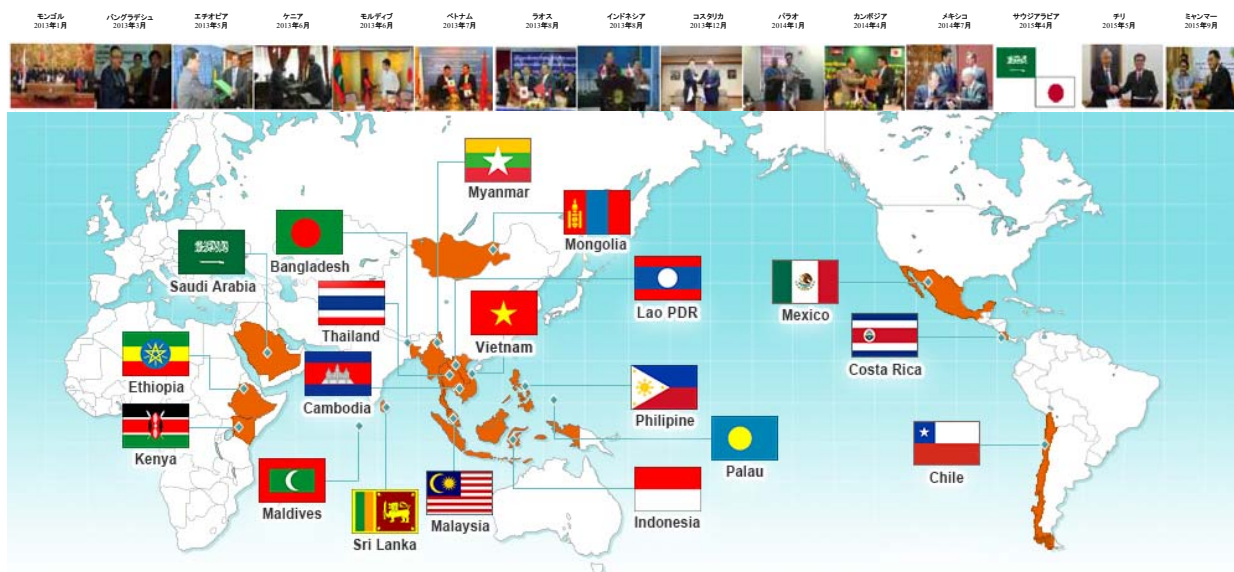 モンゴル
2013年1月
バングラデシュ
2013年3月
エチオピア
2013年5月
ケニア
2013年6月
モルディブ
2013年6月
ベトナム
2013年7月
ラオス
2013年8月
インドネシア
2013年8月
コスタリカ
2013年12月
パラオ
2014年1月
カンボジア
2014年4月
メキシコ
2014年7月
サウジアラビア
2015年4月
チリ
2015年5月
ミャンマー
2015年9月
Myanmar
Mongolia
Bangladesh
Saudi Arabia
Lao PDR
Mexico
Thailand
Vietnam
Costa Rica
Ethiopia
Cambodia
Philipine
Kenya
Palau
Chile
Maldives
Malaysia
Indonesia
Sri Lanka